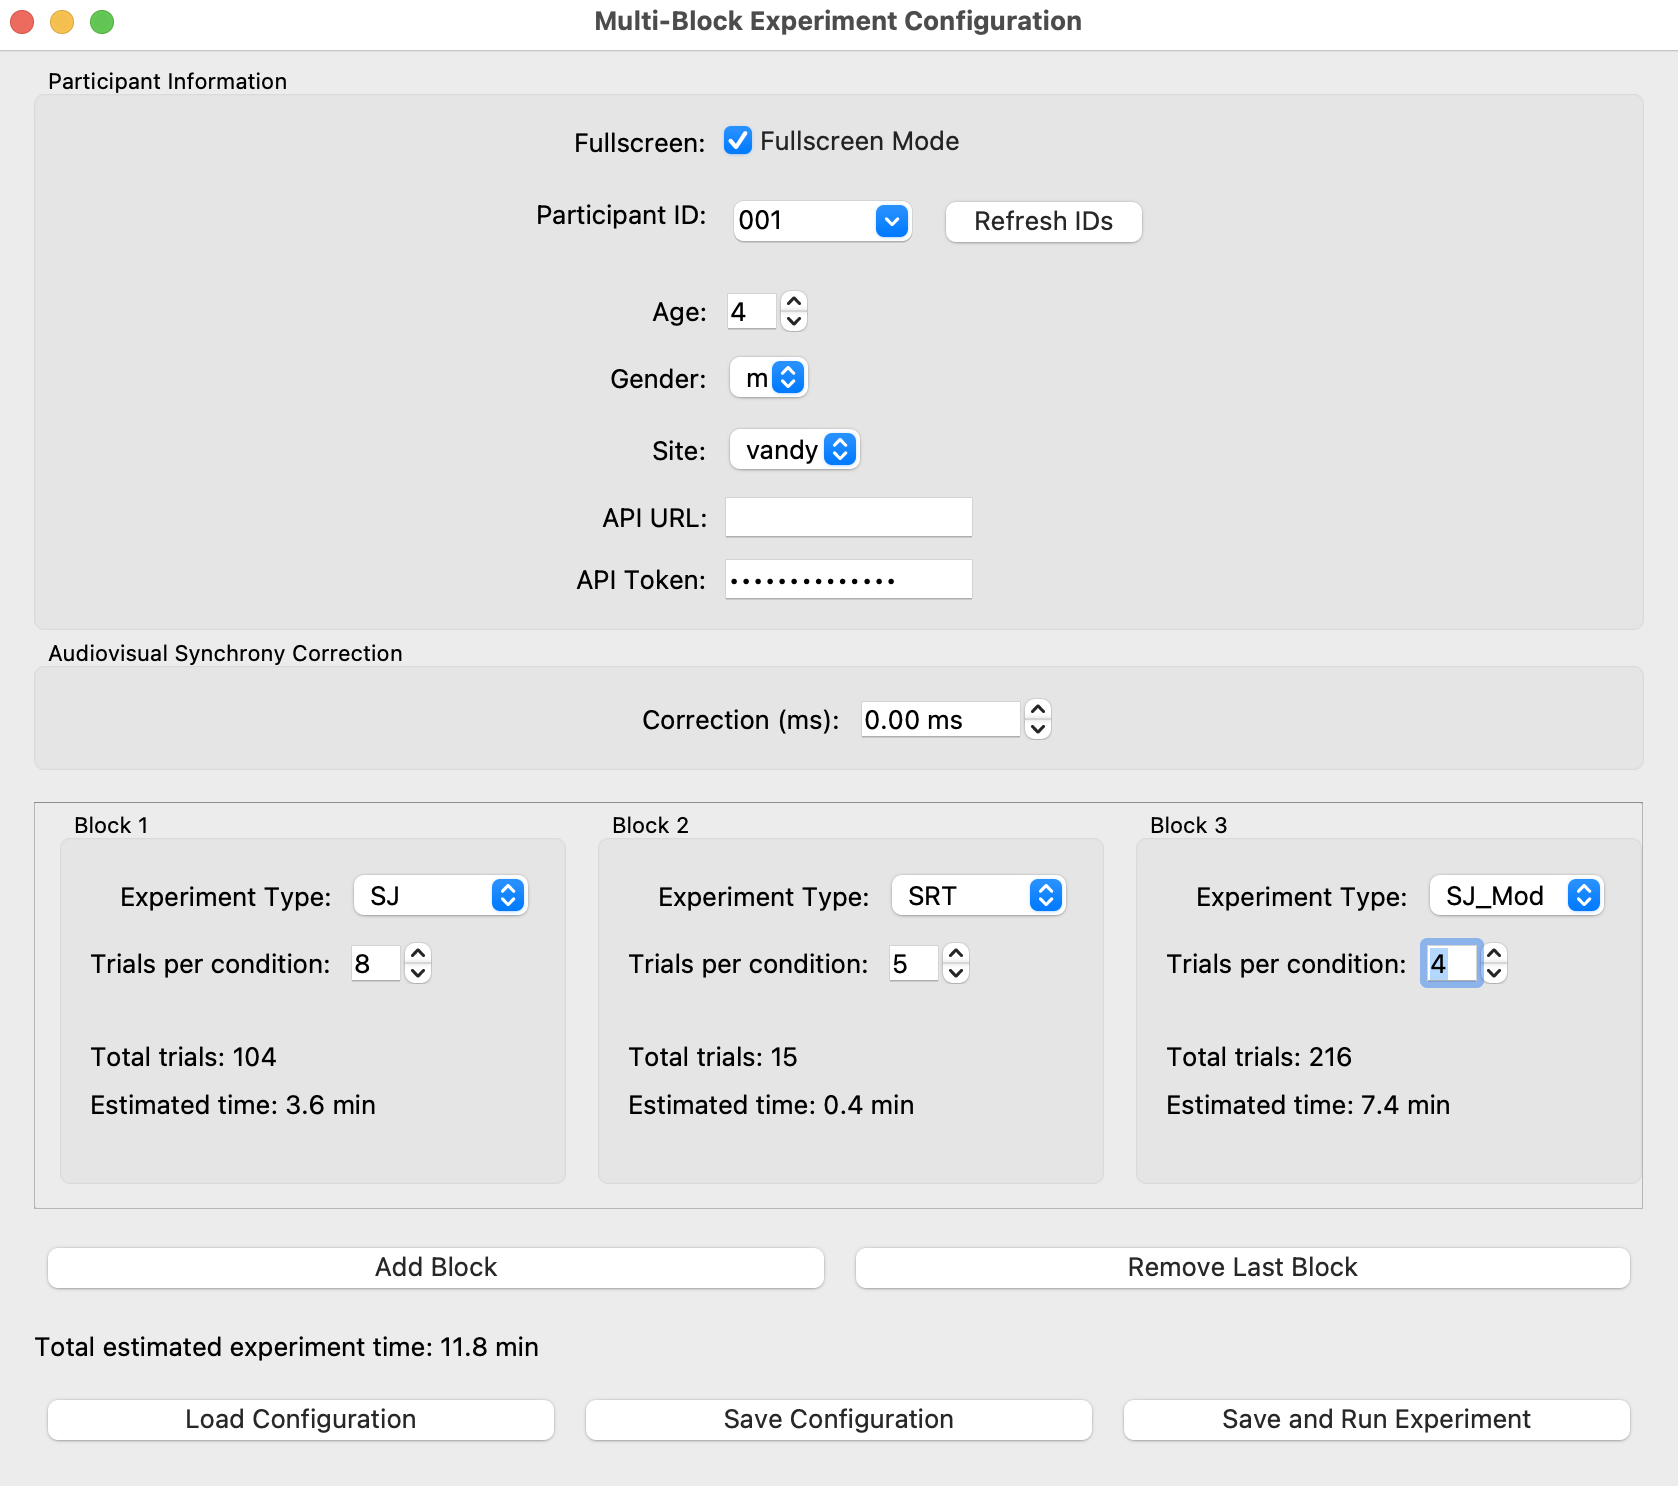 Multi-Block Experiment Configuration
Participant Information
Fullscreen: Fullscreen Mode
Participant ID: 001 Refresh IDs
Age: 4
Gender: m
Site: vandy
API URL:
API Token: ••••••••••••••
Audiovisual Synchrony Correction
Correction (ms): 0.00 ms
Block 1
Experiment Type: SJ
Trials per condition: 8
Total trials: 104
Estimated time: 3.6 min
Block 2
Experiment Type: SRT
Trials per condition: 5
Total trials: 15
Estimated time: 0.4 min
Block 3
Experiment Type: SJ_Mod
Trials per condition: 4
Total trials: 216
Estimated time: 7.4 min
Add Block Remove Last Block
Total estimated experiment time: 11.8 min
Load Configuration Save Configuration Save and Run Experiment